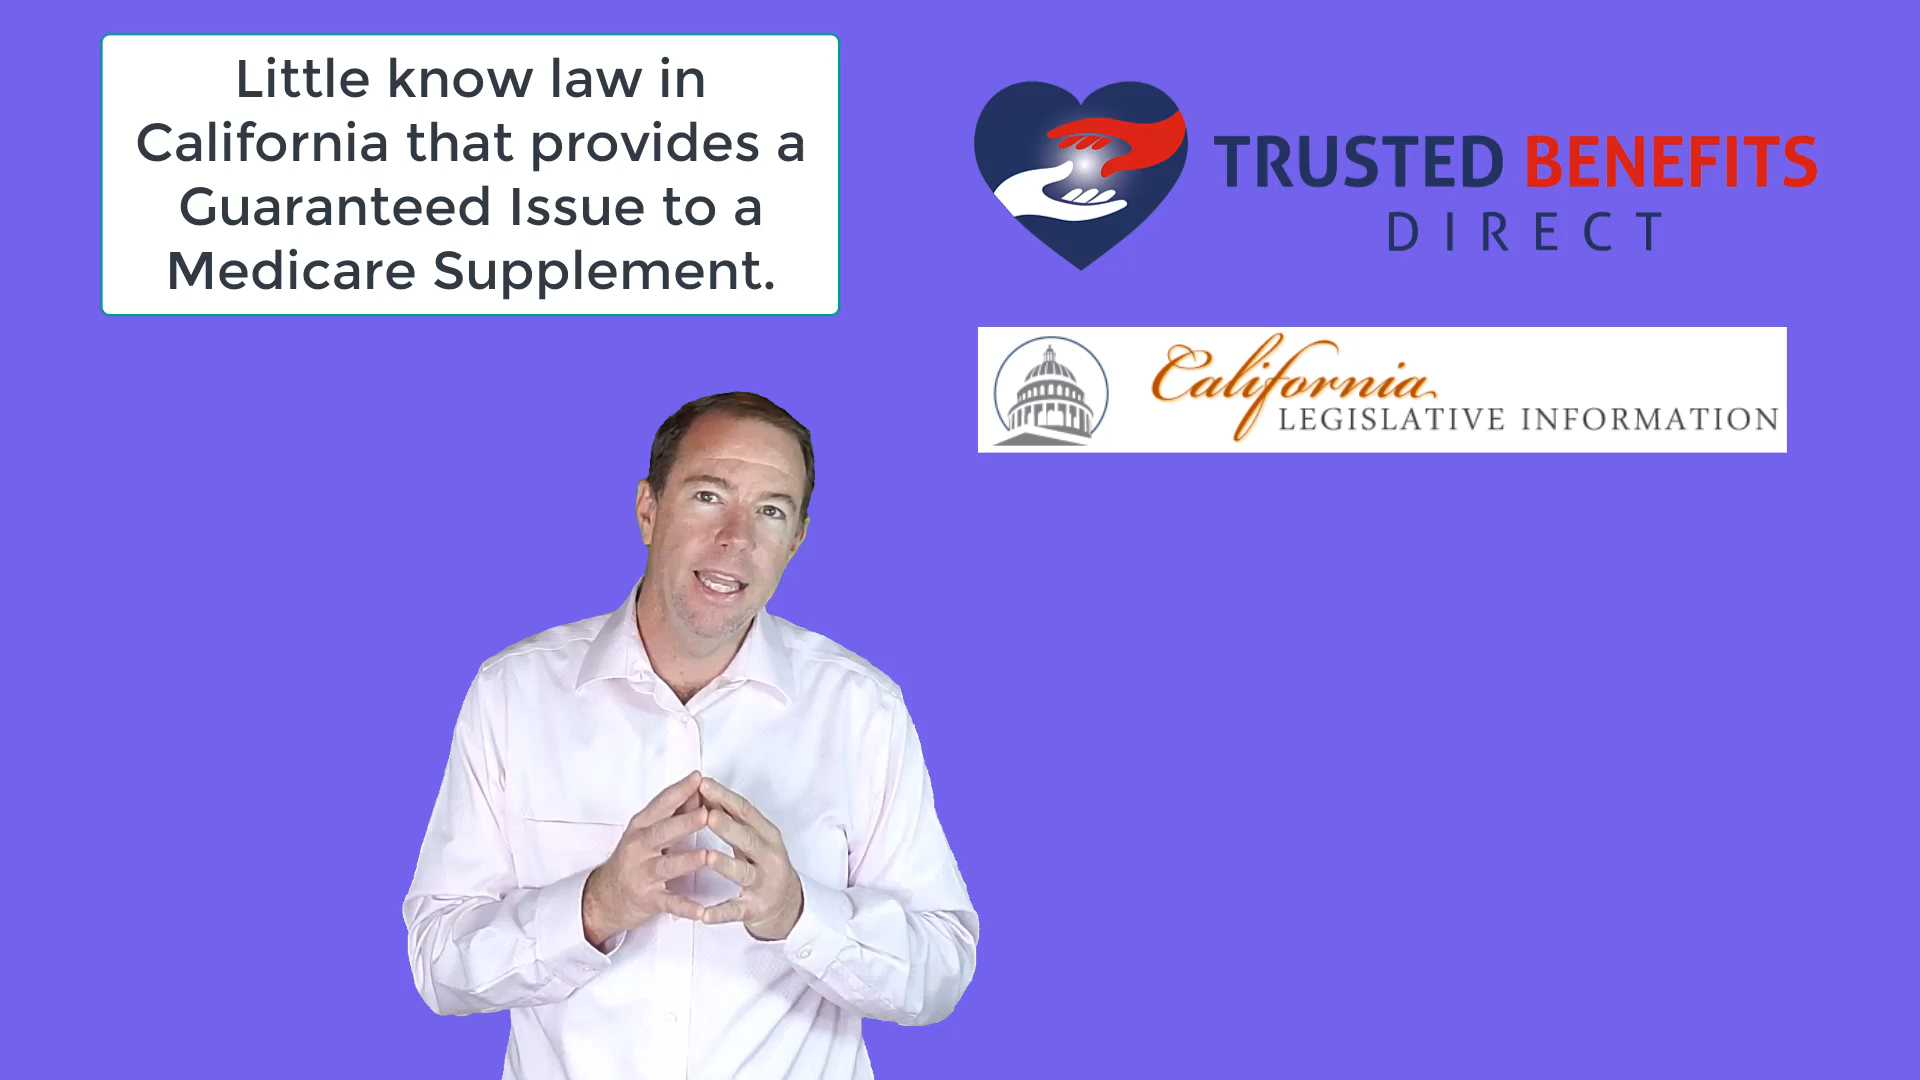 Little know law in
California that provides a
Guaranteed Issue to a
Medicare Supplement.
TRUSTED BENEFITS
DIRECT
California
LEGISLATIVE INFORMATION